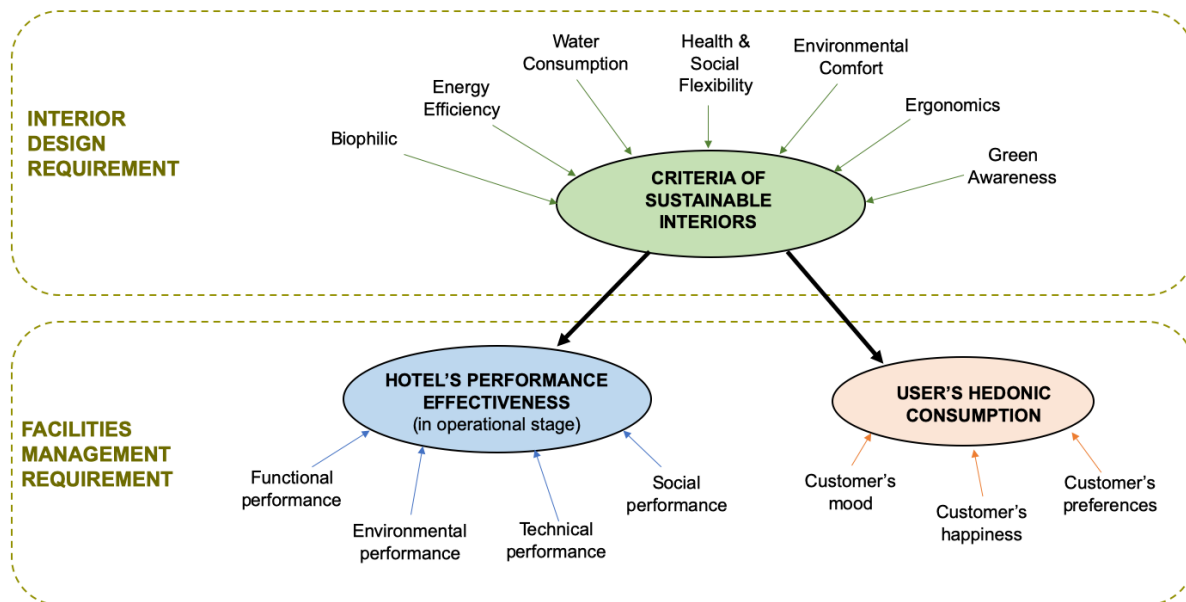 INTERIOR
DESIGN
REQUIREMENT
Biophilic
Energy
Efficiency
Water
Consumption
Health &
Social
Flexibility
Environmental
Comfort
Ergonomics
Green
Awareness
CRITERIA OF
SUSTAINABLE
INTERIORS
FACILITIES
MANAGEMENT
REQUIREMENT
HOTEL’S PERFORMANCE
EFFECTIVENESS
(in operational stage)
Functional
performance
Environmental
performance
Technical
performance
Social
performance
USER’S HEDONIC
CONSUMPTION
Customer’s
mood
Customer’s
happiness
Customer’s
preferences